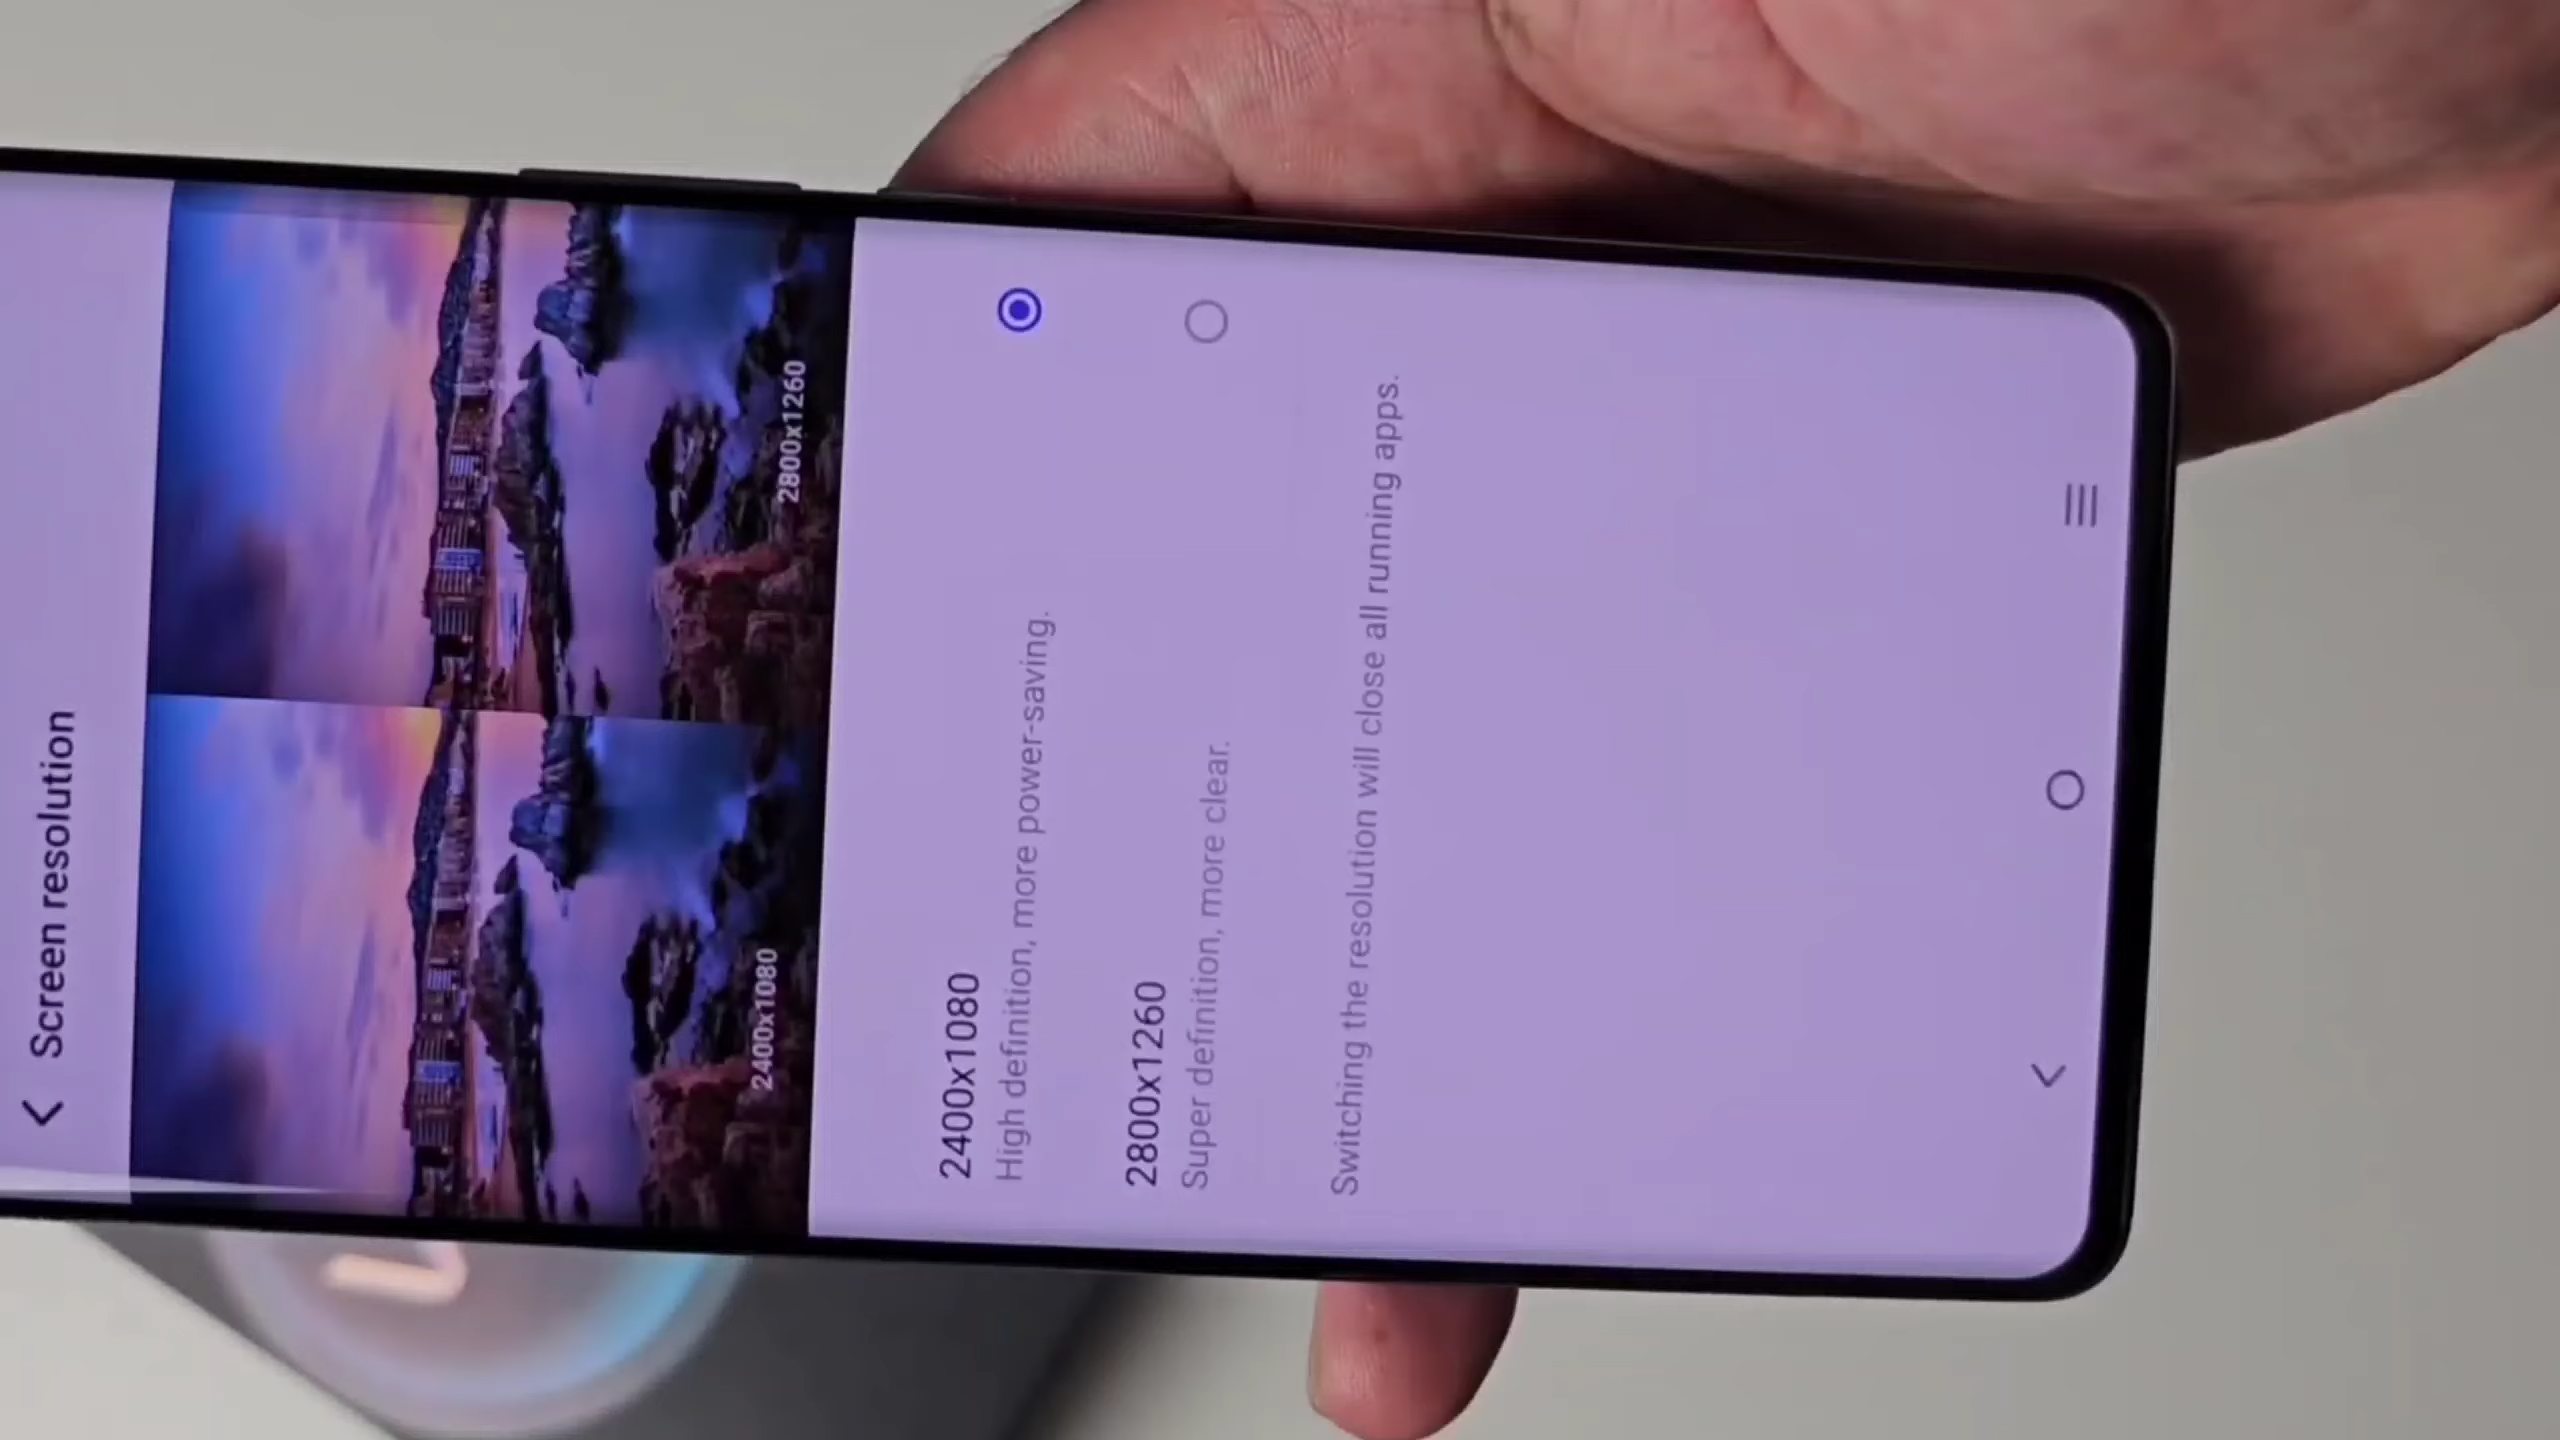 Screen resolution
2400x1080
2800x1260
2400x1080
High definition, more power-saving.
2800x1260
Super definition, more clear.
Switching the resolution will close all running apps.